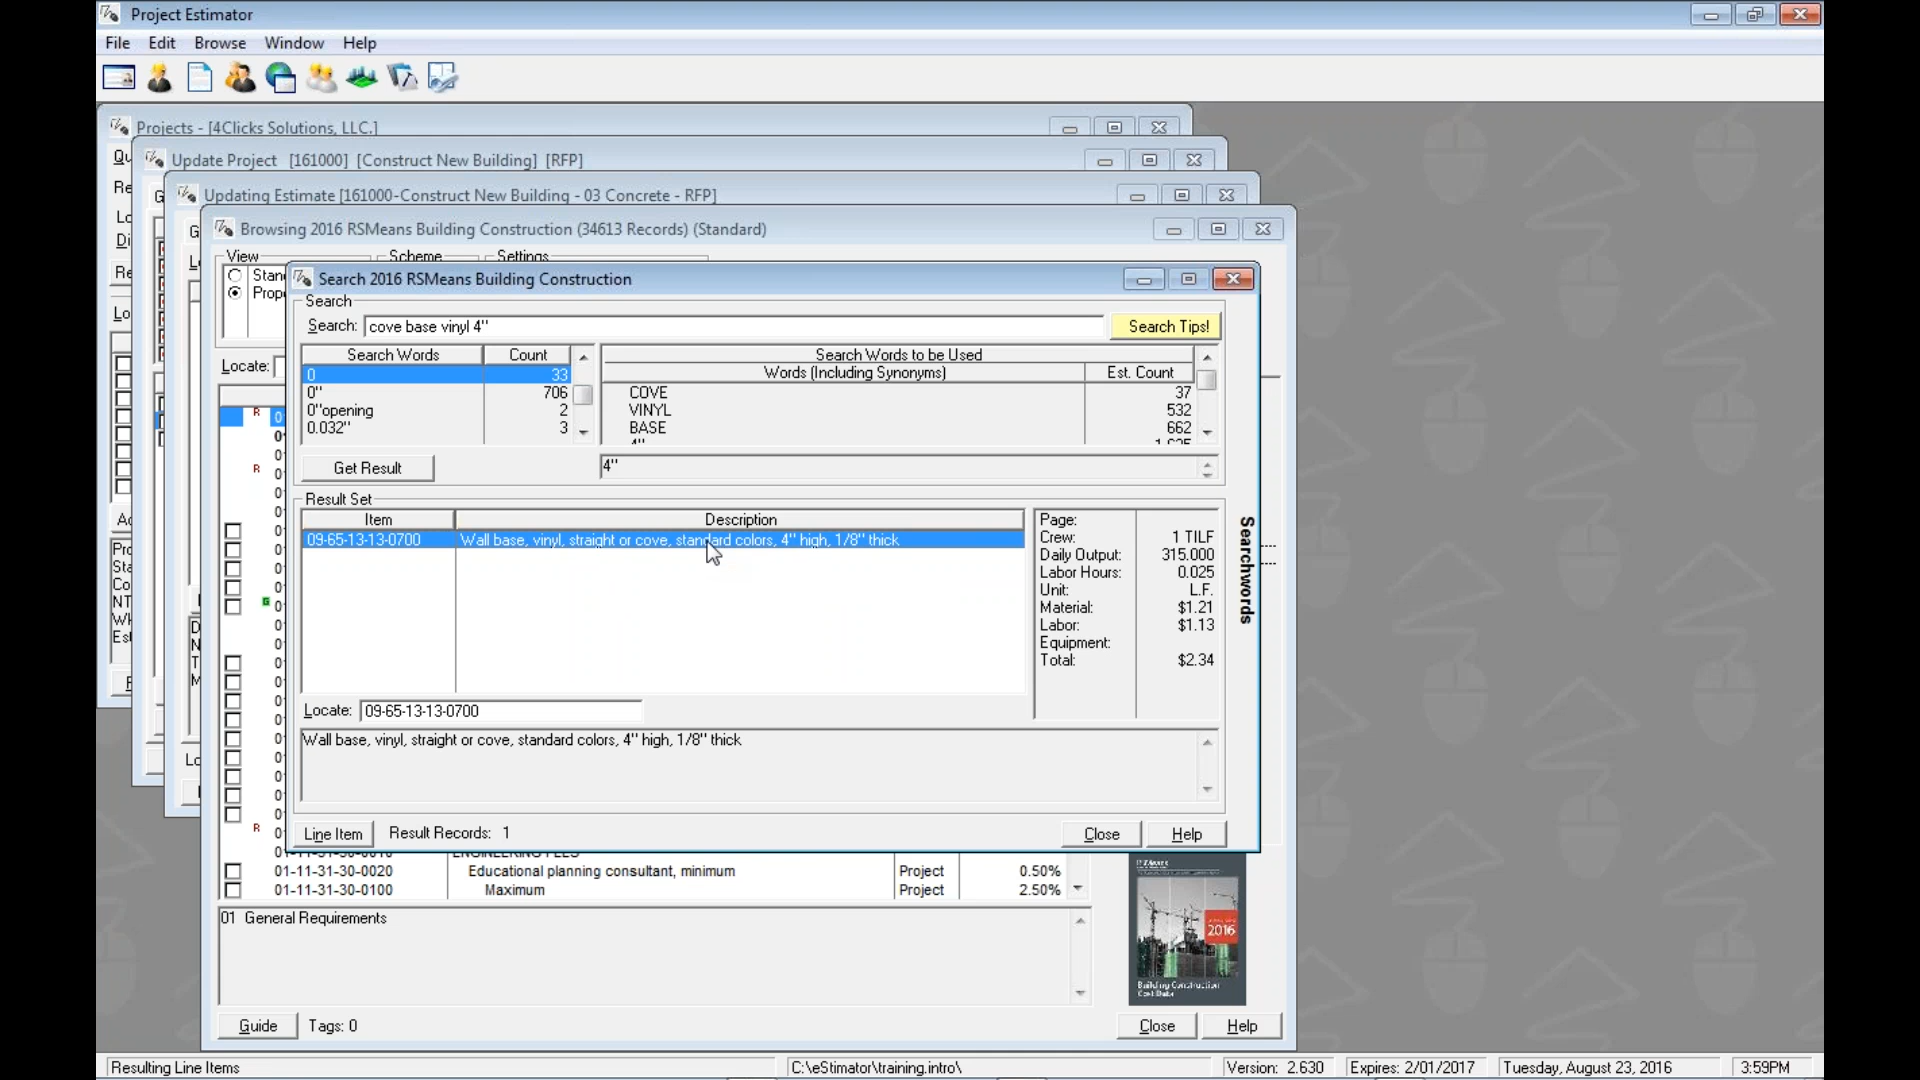 Project Estimator
File Edit Browse Window Help
Projects - [4Clicks Solutions, LLC.]
Update Project [161000] [Construct New Building] [RFP]
Updating Estimate [161000-Construct New Building - 03 Concrete - RFP]
Browsing 2016 RSMeans Building Construction (34613 Records) (Standard)
View Scheme Settings
Search 2016 RSMeans Building Construction
Search
Search: cove base vinyl 4" Search Tips!
Search Words Count Search Words to be Used
Words (Including Synonyms) Est. Count
0 33
0" 706 COVE 37
0"opening 2 VINYL 532
0.032" 3 BASE 662
Get Result 4"
Result Set
Item Description
09-65-13-13-0700 Wall base, vinyl, straight or cove, standard colors, 4" high, 1/8" thick
Page:
Crew: 1 TILF
Daily Output: 315.000
Labor Hours: 0.025
Unit: L.F.
Material: $1.21
Labor: $1.13
Equipment:
Total: $2.34
Searchwords
Locate: 09-65-13-13-0700
Wall base, vinyl, straight or cove, standard colors, 4" high, 1/8" thick
Line Item Result Records: 1 Close Help
Locate:
01-11-31-30-0020 Educational planning consultant, minimum Project 0.50%
01-11-31-30-0100 Maximum Project 2.50%
01 General Requirements
2016
Building Construction
Cost Data
Guide Tags: 0 Close Help
Resulting Line Items C:\eStimator\training.intro\ Version: 2.630 Expires: 2/01/2017 Tuesday, August 23, 2016 3:59PM